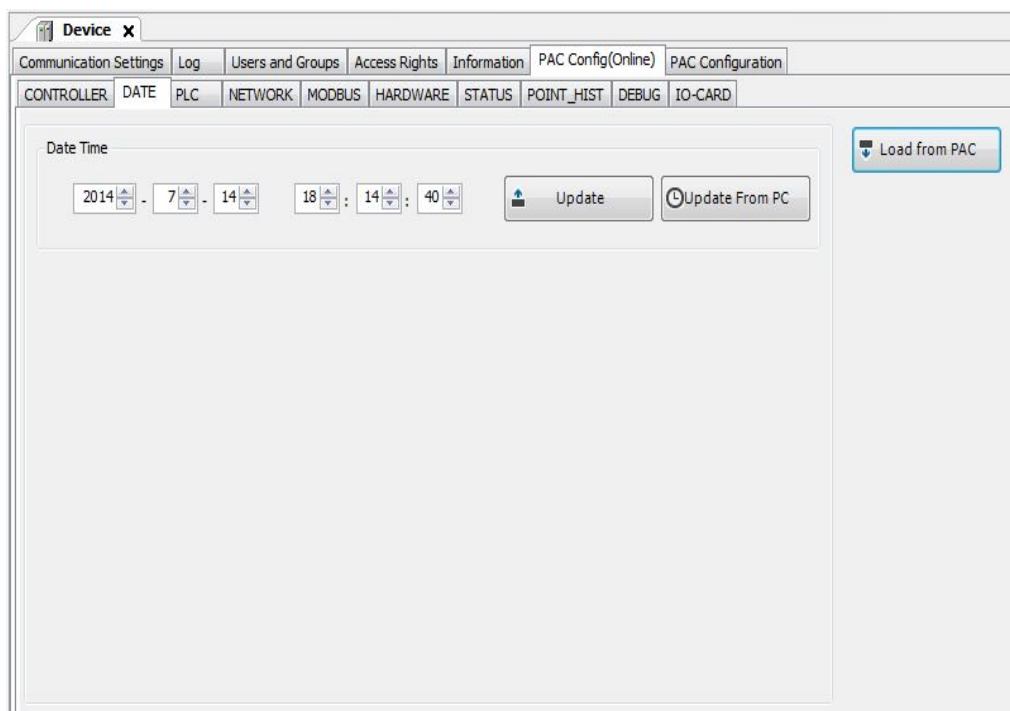 Device X
Communication Settings Log Users and Groups Access Rights Information PAC Config(Online) PAC Configuration
CONTROLLER DATE PLC NETWORK MODBUS HARDWARE STATUS POINT_HIST DEBUG IO-CARD
Date Time
Load from PAC
2014 - 7 - 14 18 : 14 : 40 Update Update From PC